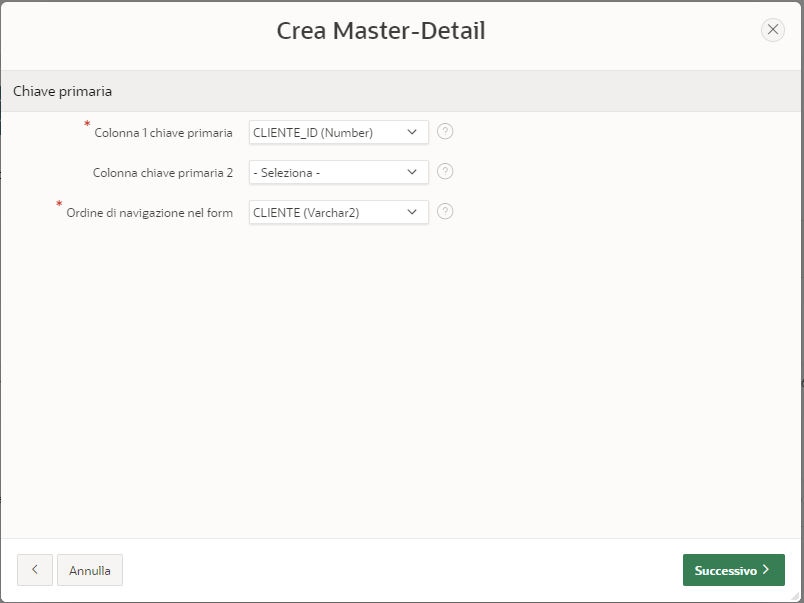 Crea Master-Detail
Chiave primaria
* Colonna 1 chiave primaria CLIENTE_ID (Number) ?
Colonna chiave primaria 2 - Seleziona - ?
* Ordine di navigazione nel form CLIENTE (Varchar2) ?
Annulla Successivo